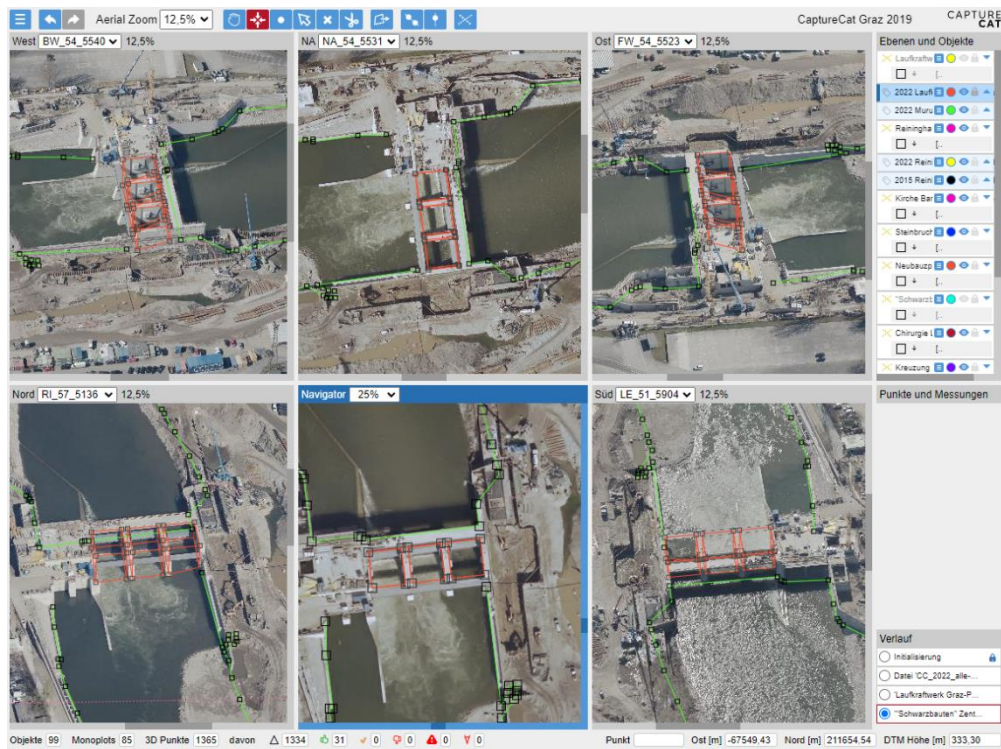 Aerial Zoom 12,5%
CaptureCat Graz 2019
CAPTURE
CAT
West BW_54_5540 12,5%
NA NA_54_5531 12,5%
Ost FW_54_5523 12,5%
Ebenen und Objekte
Laufkraftw
[..
2022 Laufl
2022 Muru
Reiningha
[..
2022 Rein
2015 Rein
Kirche Bar
[..
Steinbruch
[..
Neubauzp
[..
"Schwarzt
[..
Chirurgie L
[..
Kreuzung
Nord RI_57_5136 12,5%
Navigator 25%
Süd LE_51_5904 12,5%
Punkte und Messungen
Verlauf
Initialisierung
Datei 'CC_2022_alle-...
'Laufkraftwerk Graz-P...
'"Schwarzbauten" Zent...
Objekte 99 Monoplots 85 3D Punkte 1365 davon 1334 31 0 0 0 0 Punkt Ost [m] -67549,43 Nord [m] 211654,54 DTM Höhe [m] 333,30